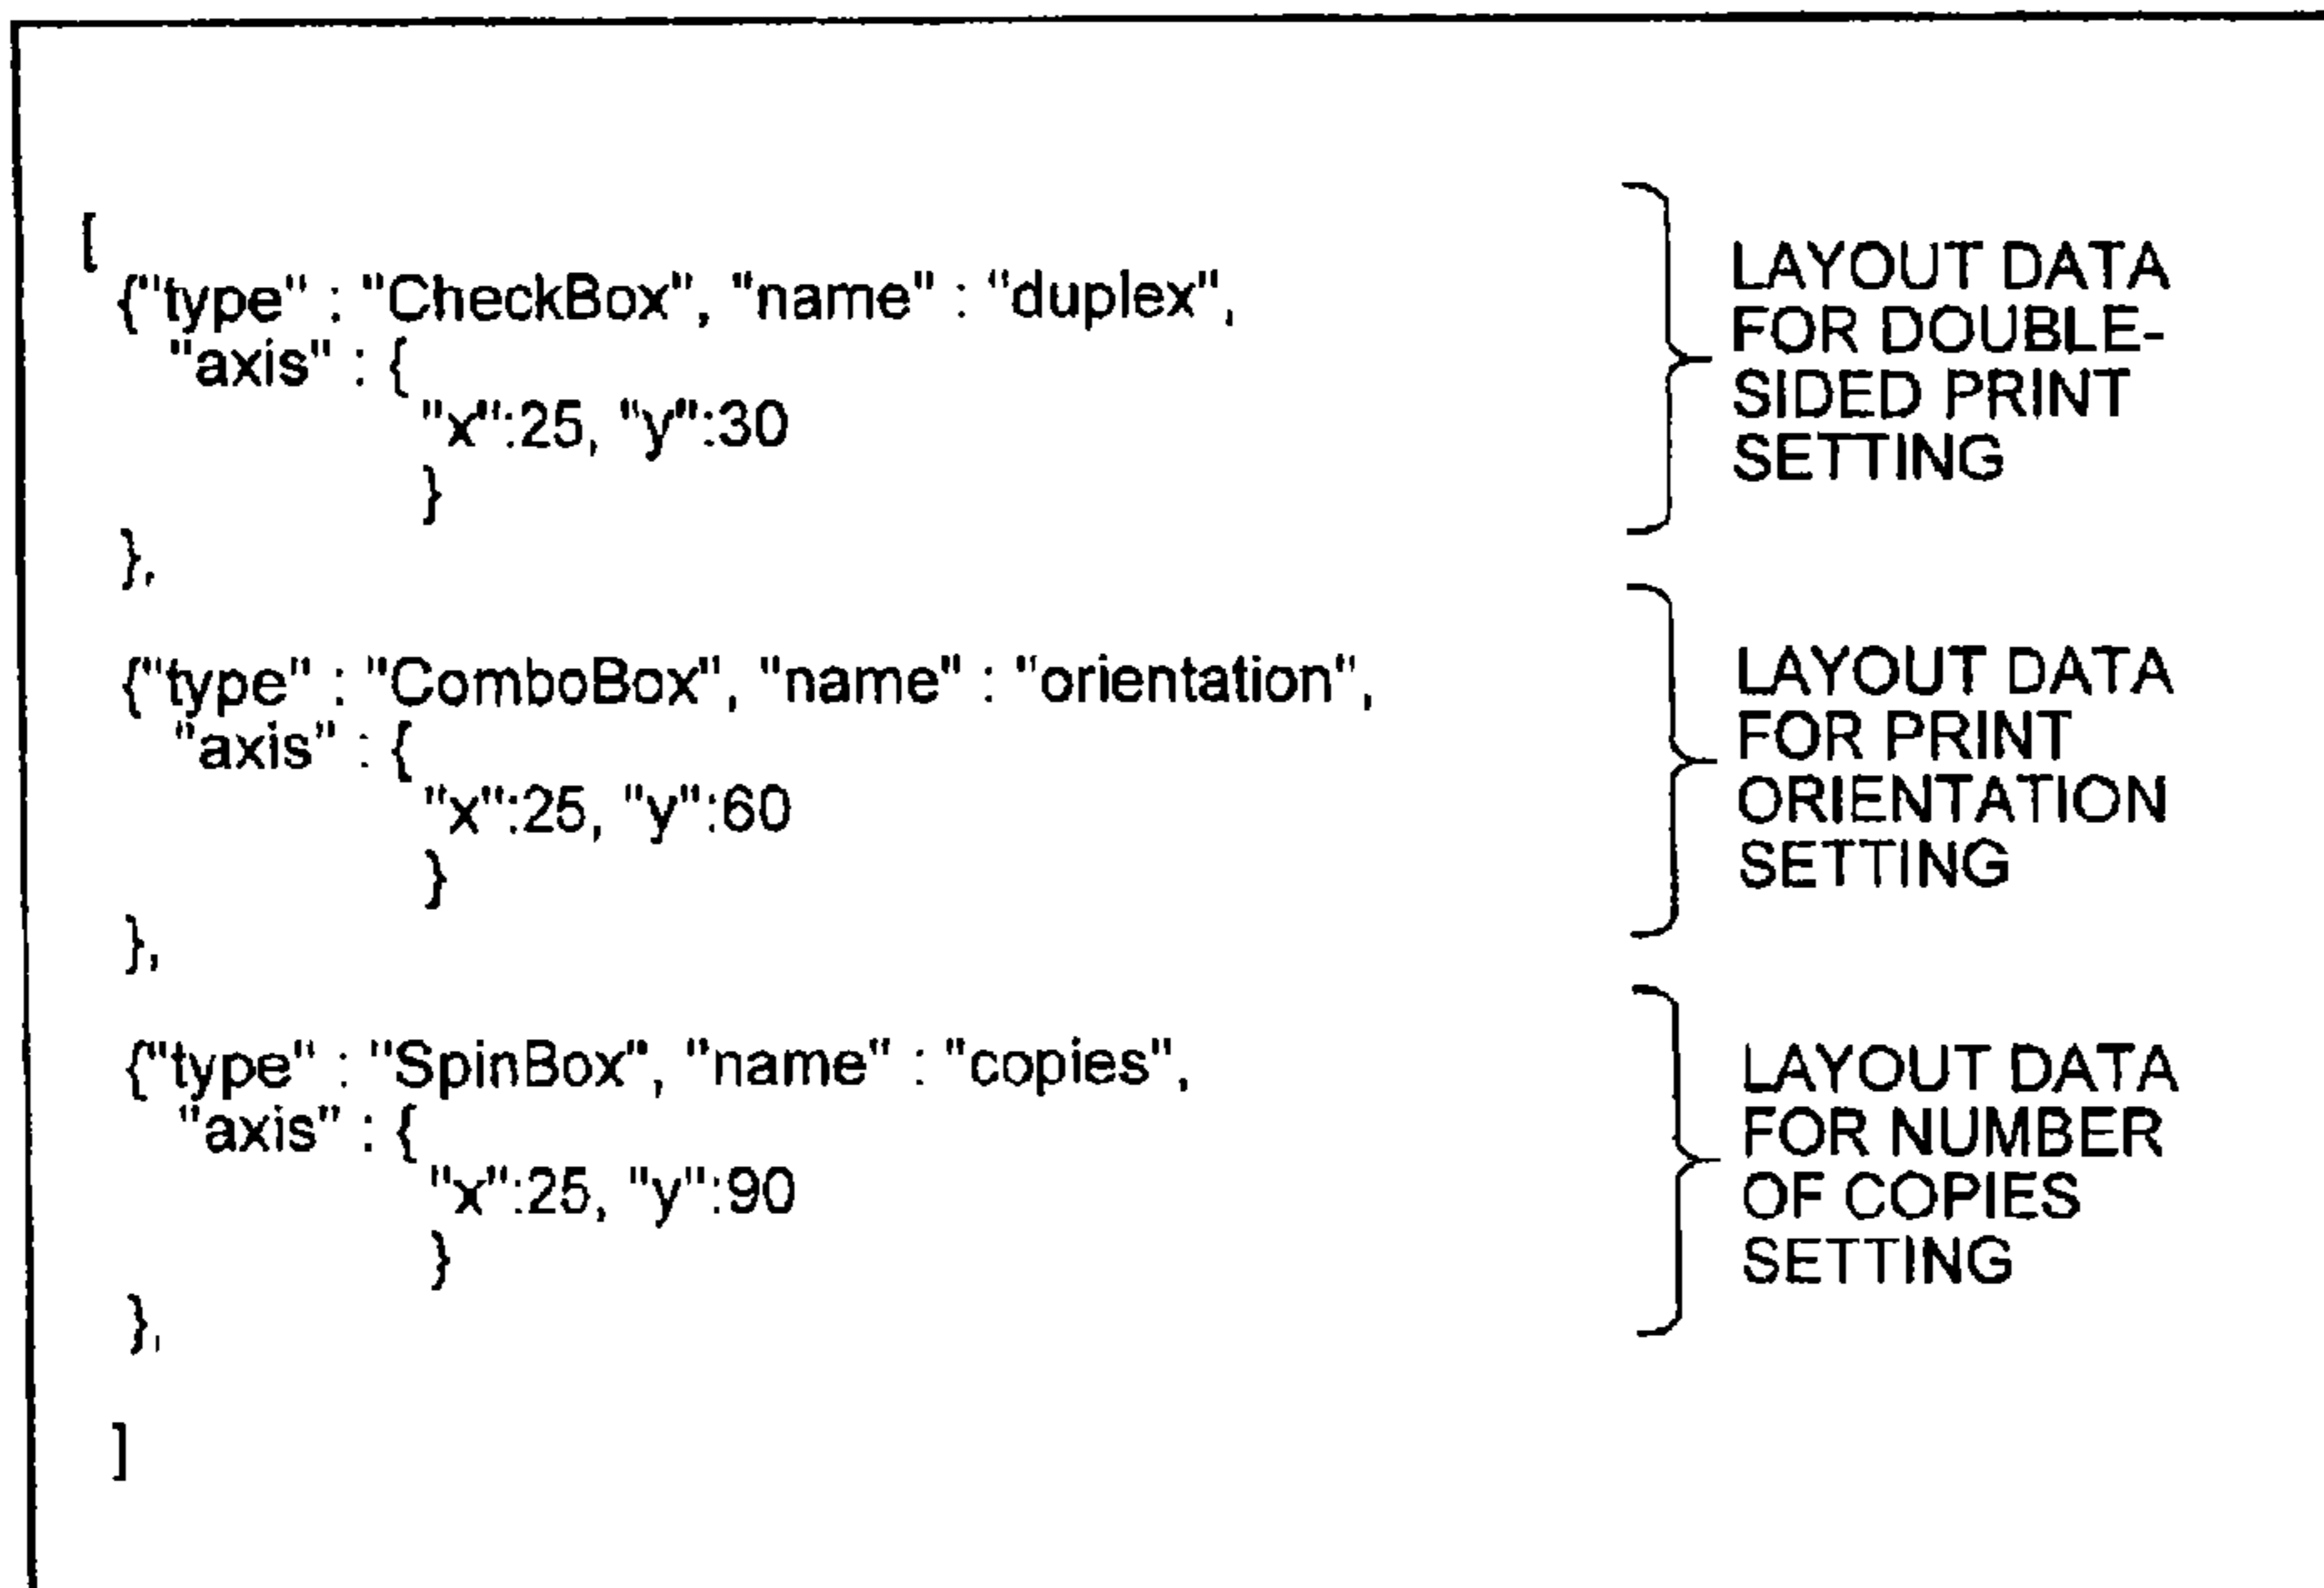 [
{"type" : "CheckBox", "name" : "duplex",
"axis" : {
"x":25, "y":30
}
},
LAYOUT DATA
FOR DOUBLE-
SIDED PRINT
SETTING
{"type" : "ComboBox", "name" : "orientation",
"axis" : {
"x":25, "y":60
}
},
LAYOUT DATA
FOR PRINT
ORIENTATION
SETTING
{"type" : "SpinBox", "name" : "copies",
"axis" : {
"x":25, "y":90
}
},
LAYOUT DATA
FOR NUMBER
OF COPIES
SETTING
]